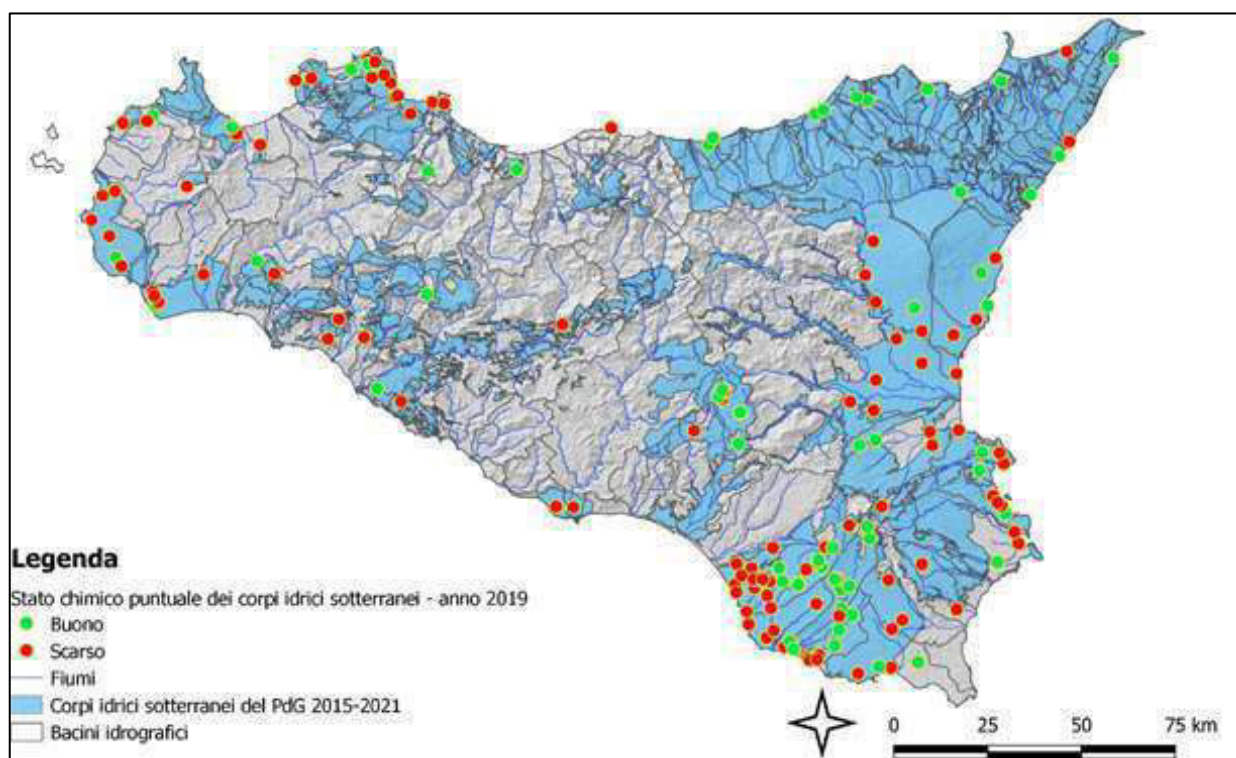 Legenda
Stato chimico puntuale dei corpi idrici sotterranei - anno 2019
Buono
Scarso
Fiumi
Corpi idrici sotterranei del PdG 2015-2021
Bacini idrografici
0 25 50 75 km